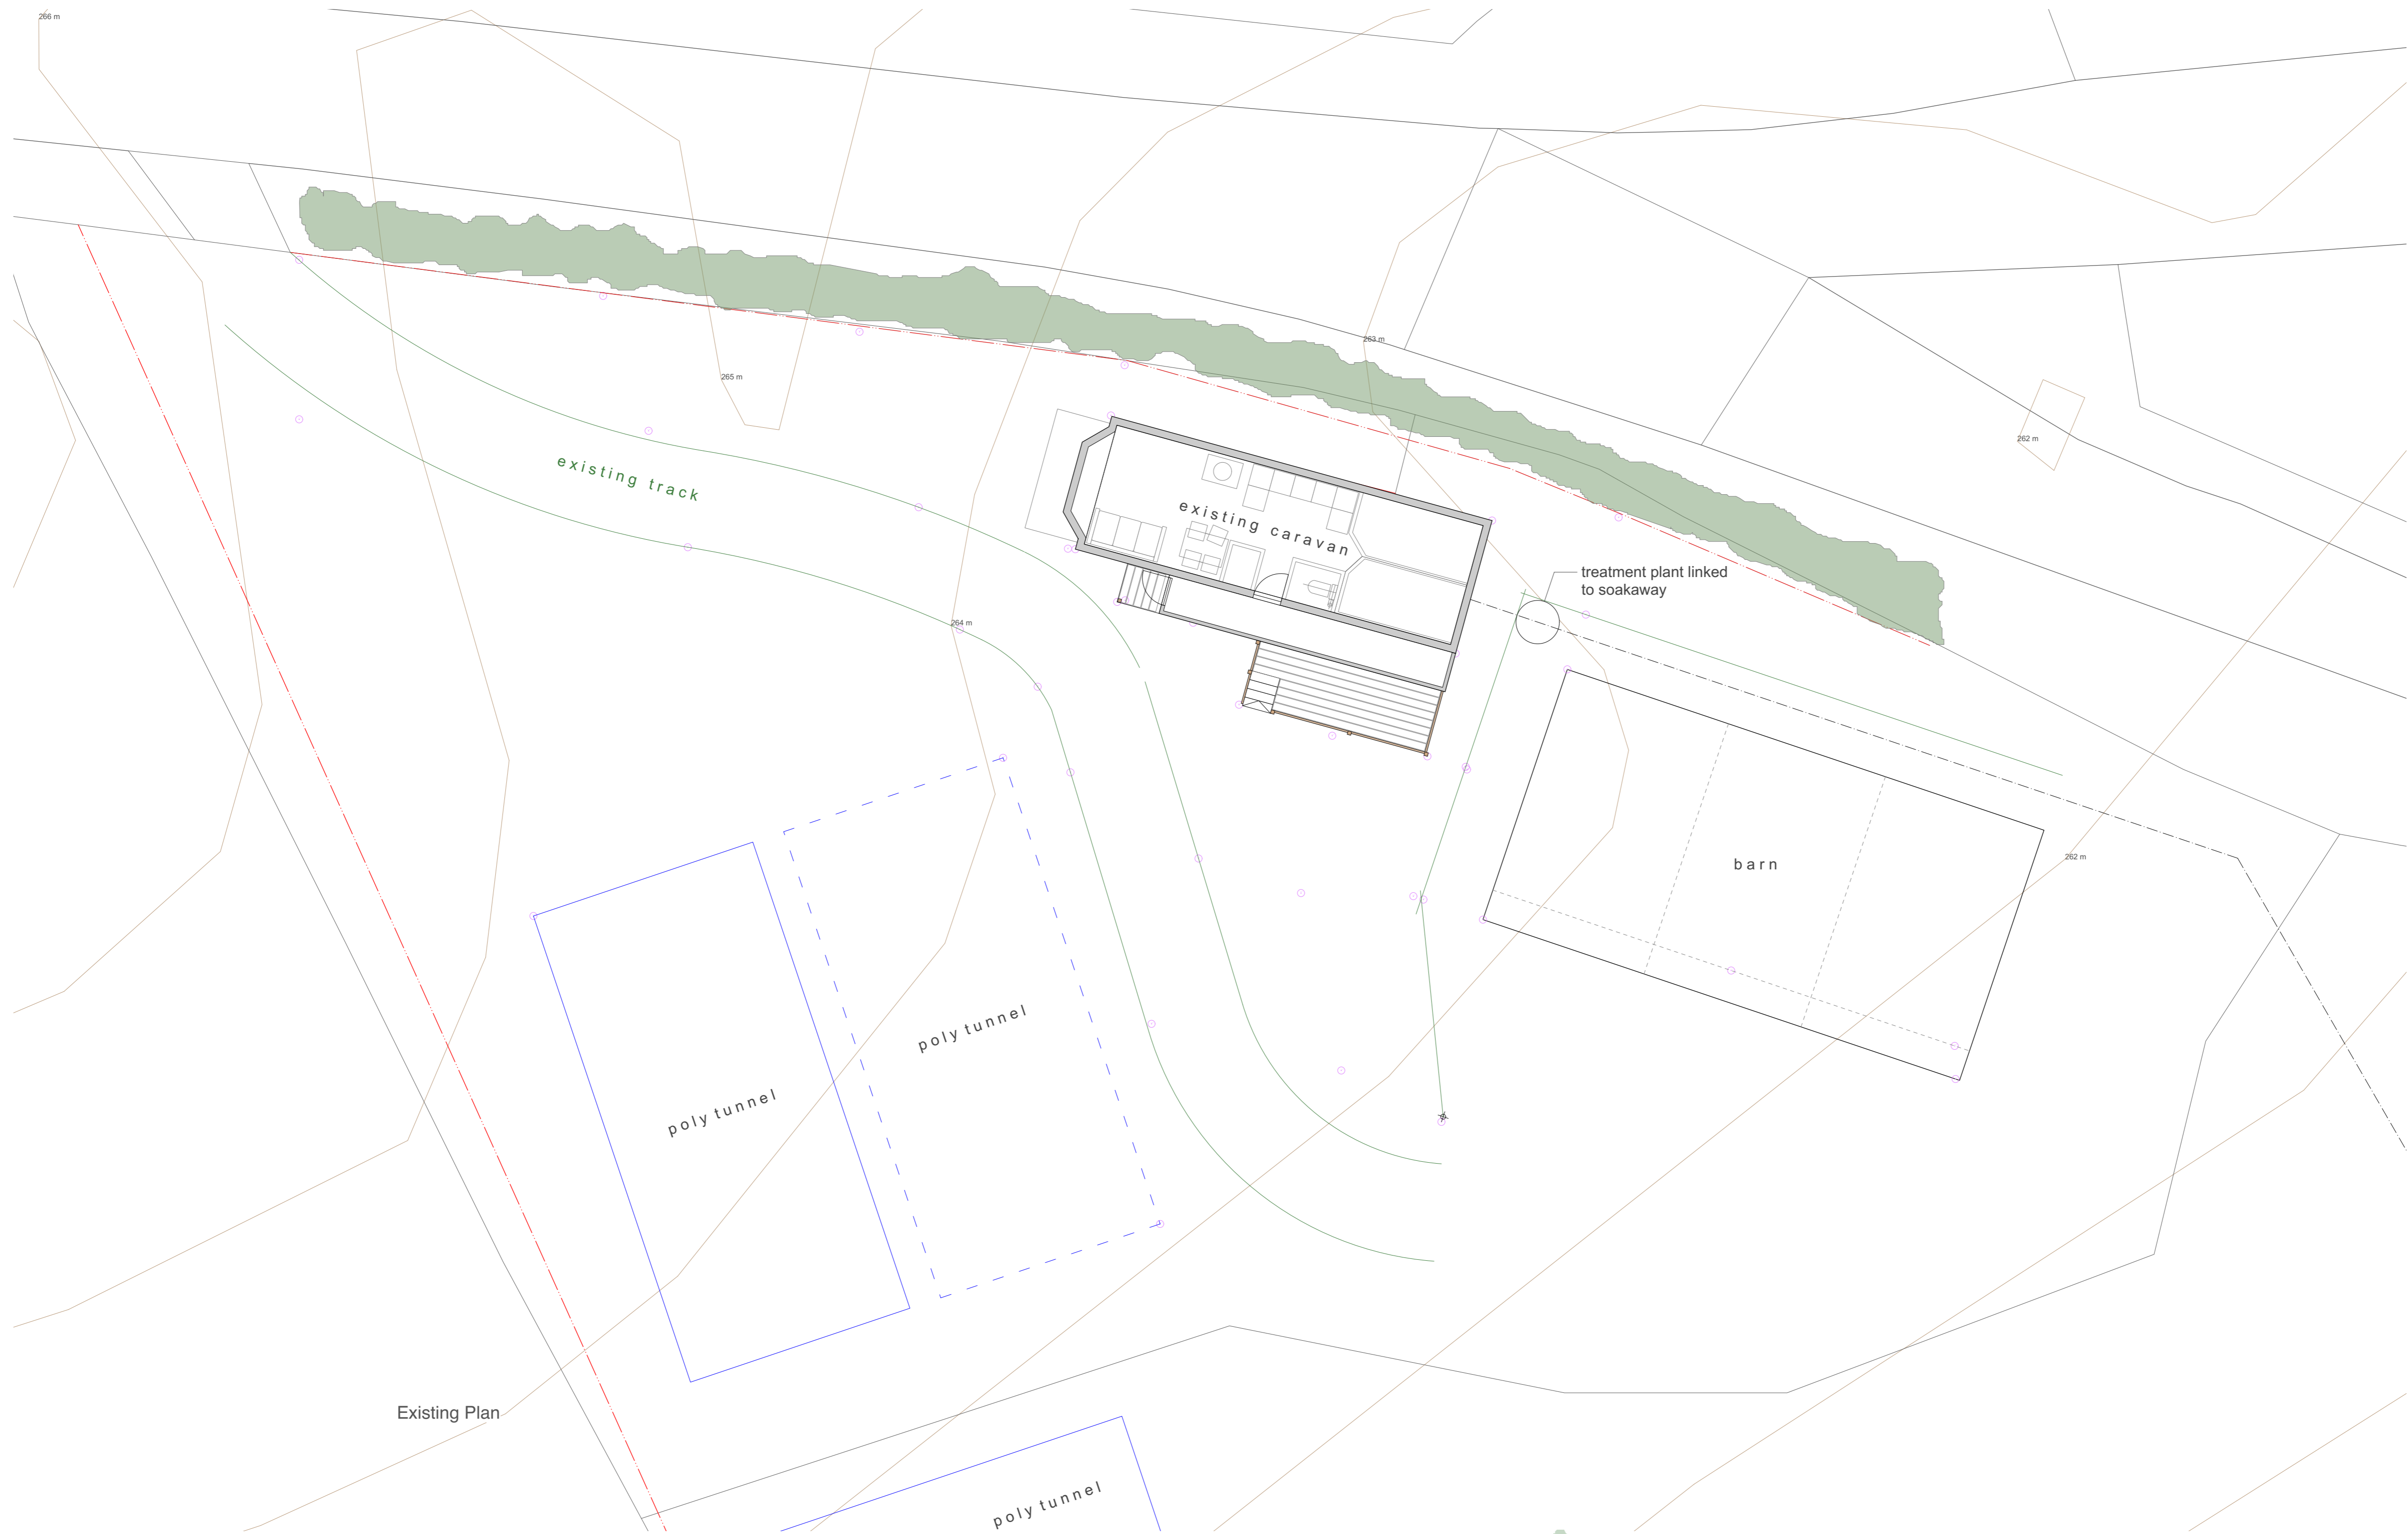 266 m
283 m
265 m
262 m
existing track
existing caravan
treatment plant linked
to soakaway
264 m
262 m
barn
poly tunnel
poly tunnel
Existing Plan
poly tunnel